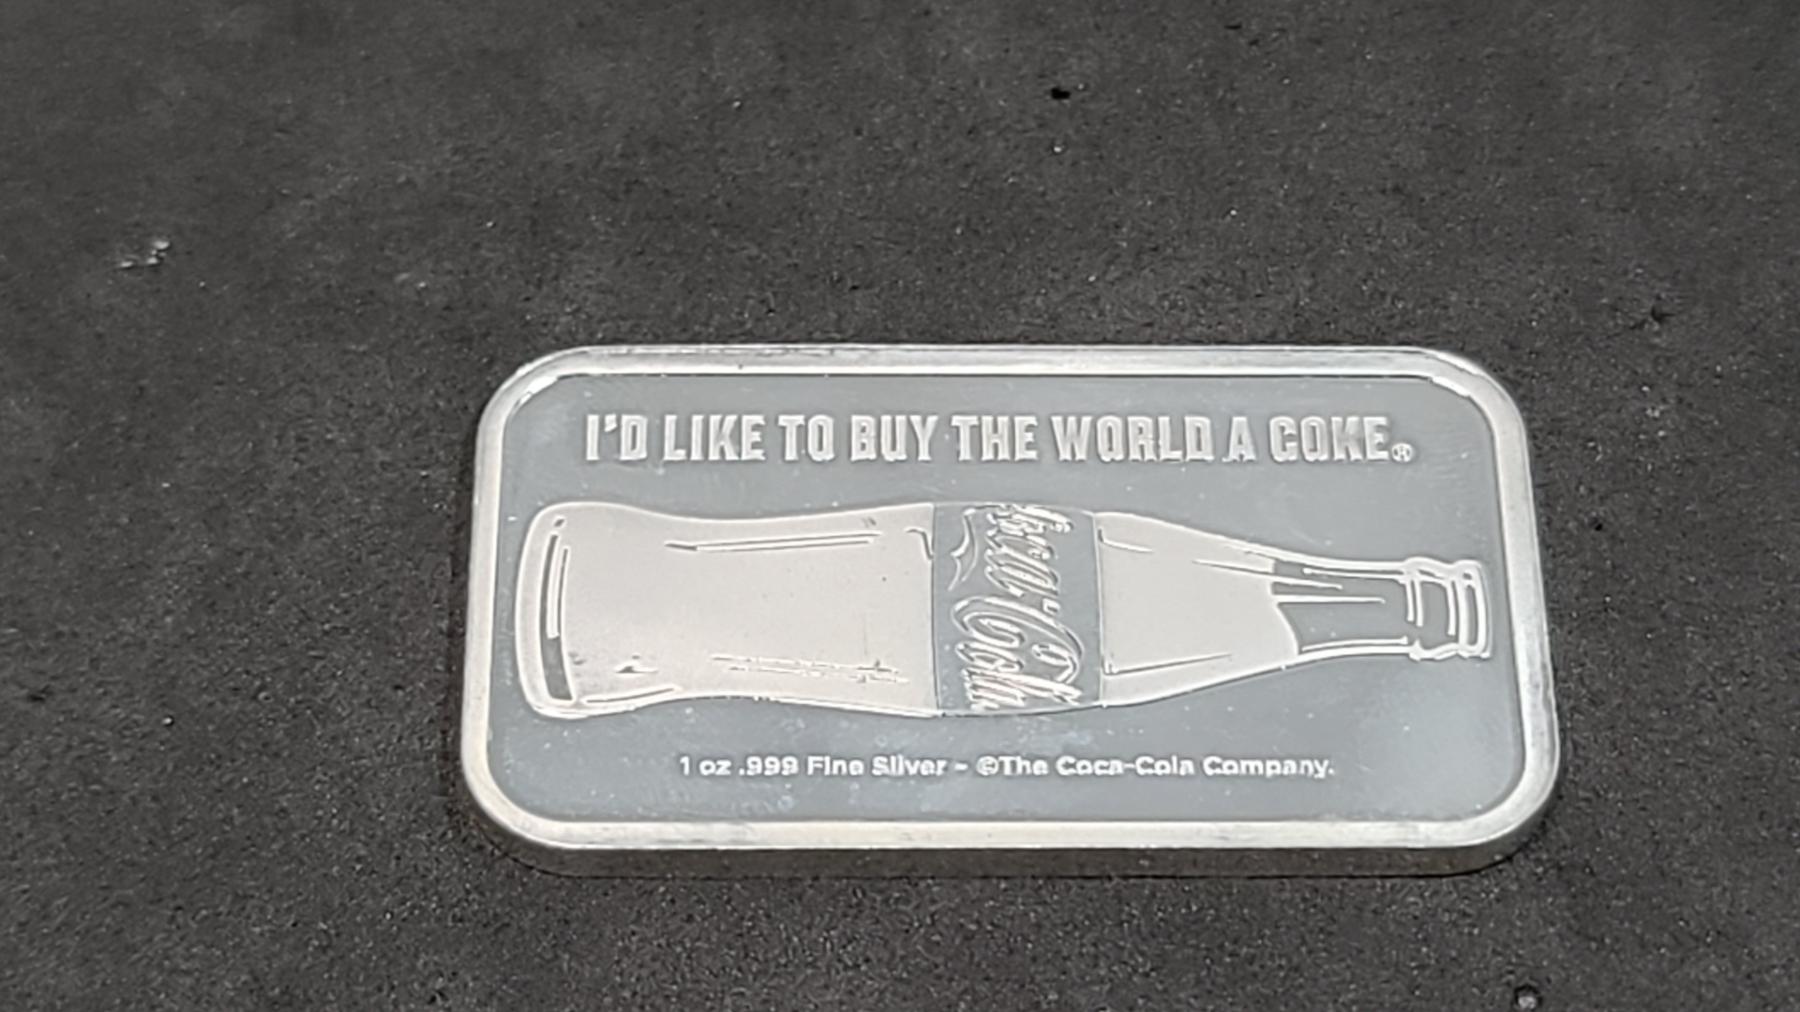 I'D LIKE TO BUY THE WORLD A COKE®
Coca-Cola
1 oz .999 Fine Silver - ©The Coca-Cola Company.